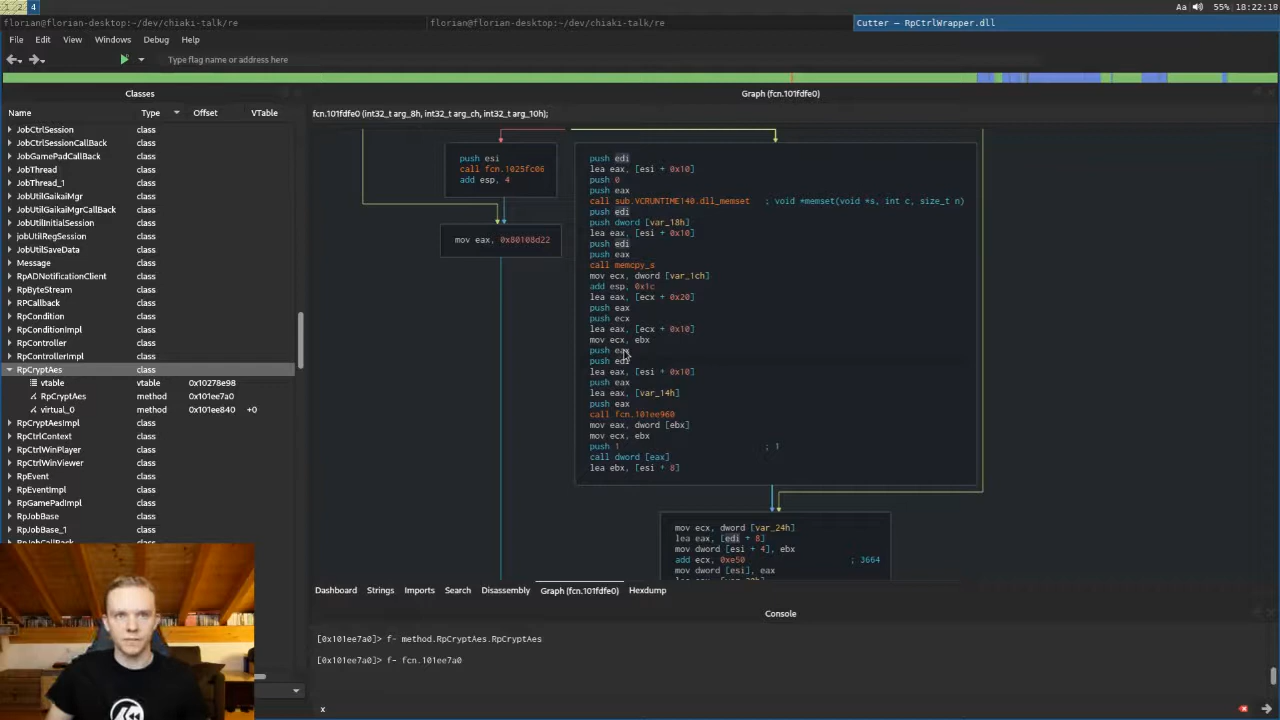 1 2 4
Aa 55% 18:22:18
florian@florian-desktop:~/dev/chiaki-talk/re
florian@florian-desktop:~/dev/chiaki-talk/re
Cutter — RpCtrlWrapper.dll
File Edit View Windows Debug Help
Type flag name or address here
Classes
Name Type Offset VTable
JobCtrlSession class
JobCtrlSessionCallback class
JobGamePadCallBack class
JobThread class
JobThread_1 class
JobUtilGaikaiMgr class
JobUtilGaikaiMgrCallback class
JobUtilInitialSession class
jobUtilRegSession class
JobUtilSaveData class
Message class
RpADNotificationClient class
RpByteStream class
RPCallback class
RpCondition class
RpConditionImpl class
RpController class
RpControllerImpl class
RpCryptAes class
vtable vtable 0x10278e98
RpCryptAes method 0x101ee7a0
virtual_0 method 0x101ee840 +0
RpCryptAesImpl class
RpCtrlContext class
RpCtrlWinPlayer class
RpCtrlWinViewer class
RpEvent class
RpEventImpl class
RpGamePadImpl class
RpJobBase class
RpJobBase_1 class
Graph (fcn.101fdfe0)
fcn.101fdfe0 (int32_t arg_8h, int32_t arg_ch, int32_t arg_10h);
push esi
call fcn.1025fc06
add esp, 4
mov eax, 0x80108d22
push edi
lea eax, [esi + 0x10]
push 0
push eax
call sub.VCRUNTIME140.dll_memset ; void *memset(void *s, int c, size_t n)
push edi
push dword [var_18h]
lea eax, [esi + 0x10]
push edi
push eax
call memcpy_s
mov ecx, dword [var_1ch]
add esp, 0x1c
lea eax, [ecx + 0x20]
push eax
push ecx
lea eax, [ecx + 0x10]
mov ecx, ebx
push eax
push edi
lea eax, [esi + 0x10]
push eax
lea eax, [var_14h]
push eax
call fcn.101ee960
mov eax, dword [ebx]
mov ecx, ebx
push 1 ; 1
call dword [eax]
lea ebx, [esi + 8]
mov ecx, dword [var_24h]
lea eax, [edi + 8]
mov dword [esi + 4], ebx
add ecx, 0xe50 ; 3664
mov dword [esi], eax
Dashboard Strings Imports Search Disassembly Graph (fcn.101fdfe0) Hexdump
Console
[0x101ee7a0]> f- method.RpCryptAes.RpCryptAes
[0x101ee7a0]> f- fcn.101ee7a0
x